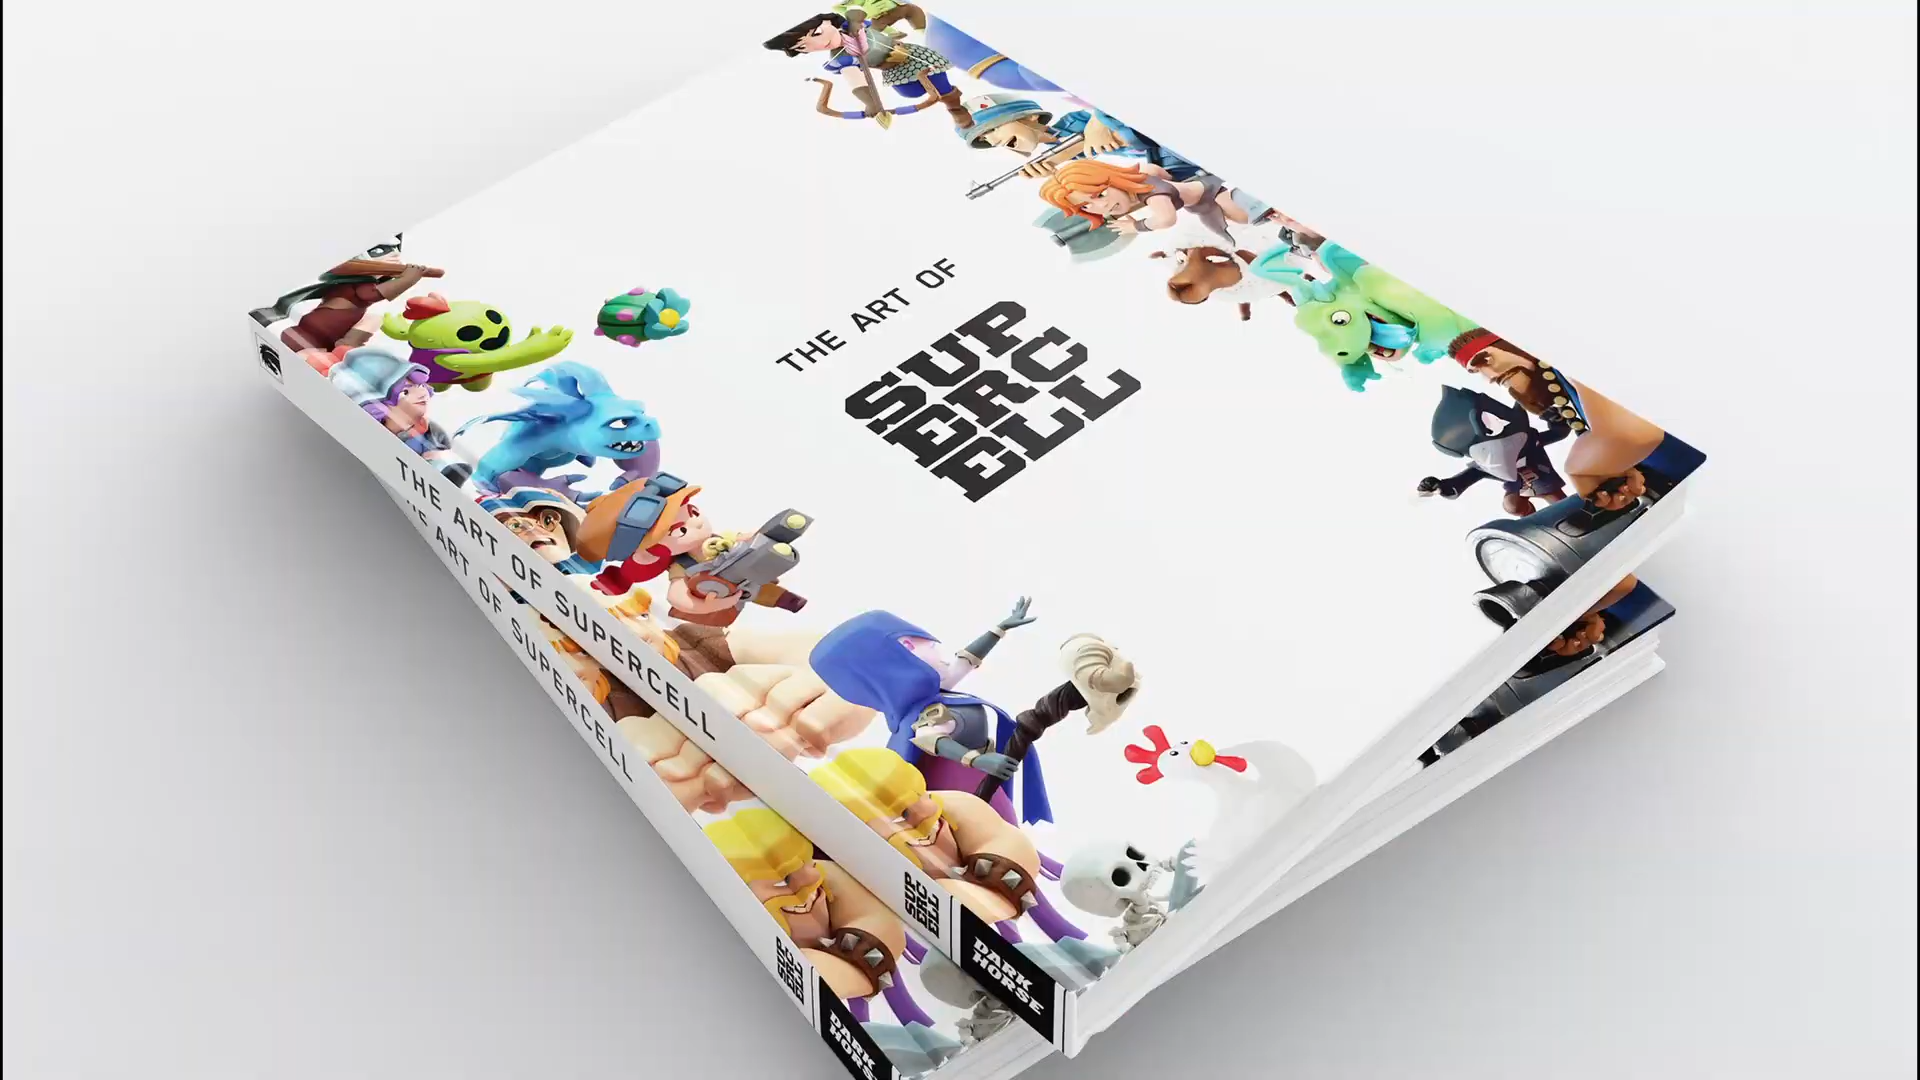 THE ART OF
SUP
ERC
ELL
THE ART OF SUPERCELL
SUP
ERC
ELL
DARK
HORSE
ART OF SUPERCELL
SUP
ERC
ELL
DARK
HORSE